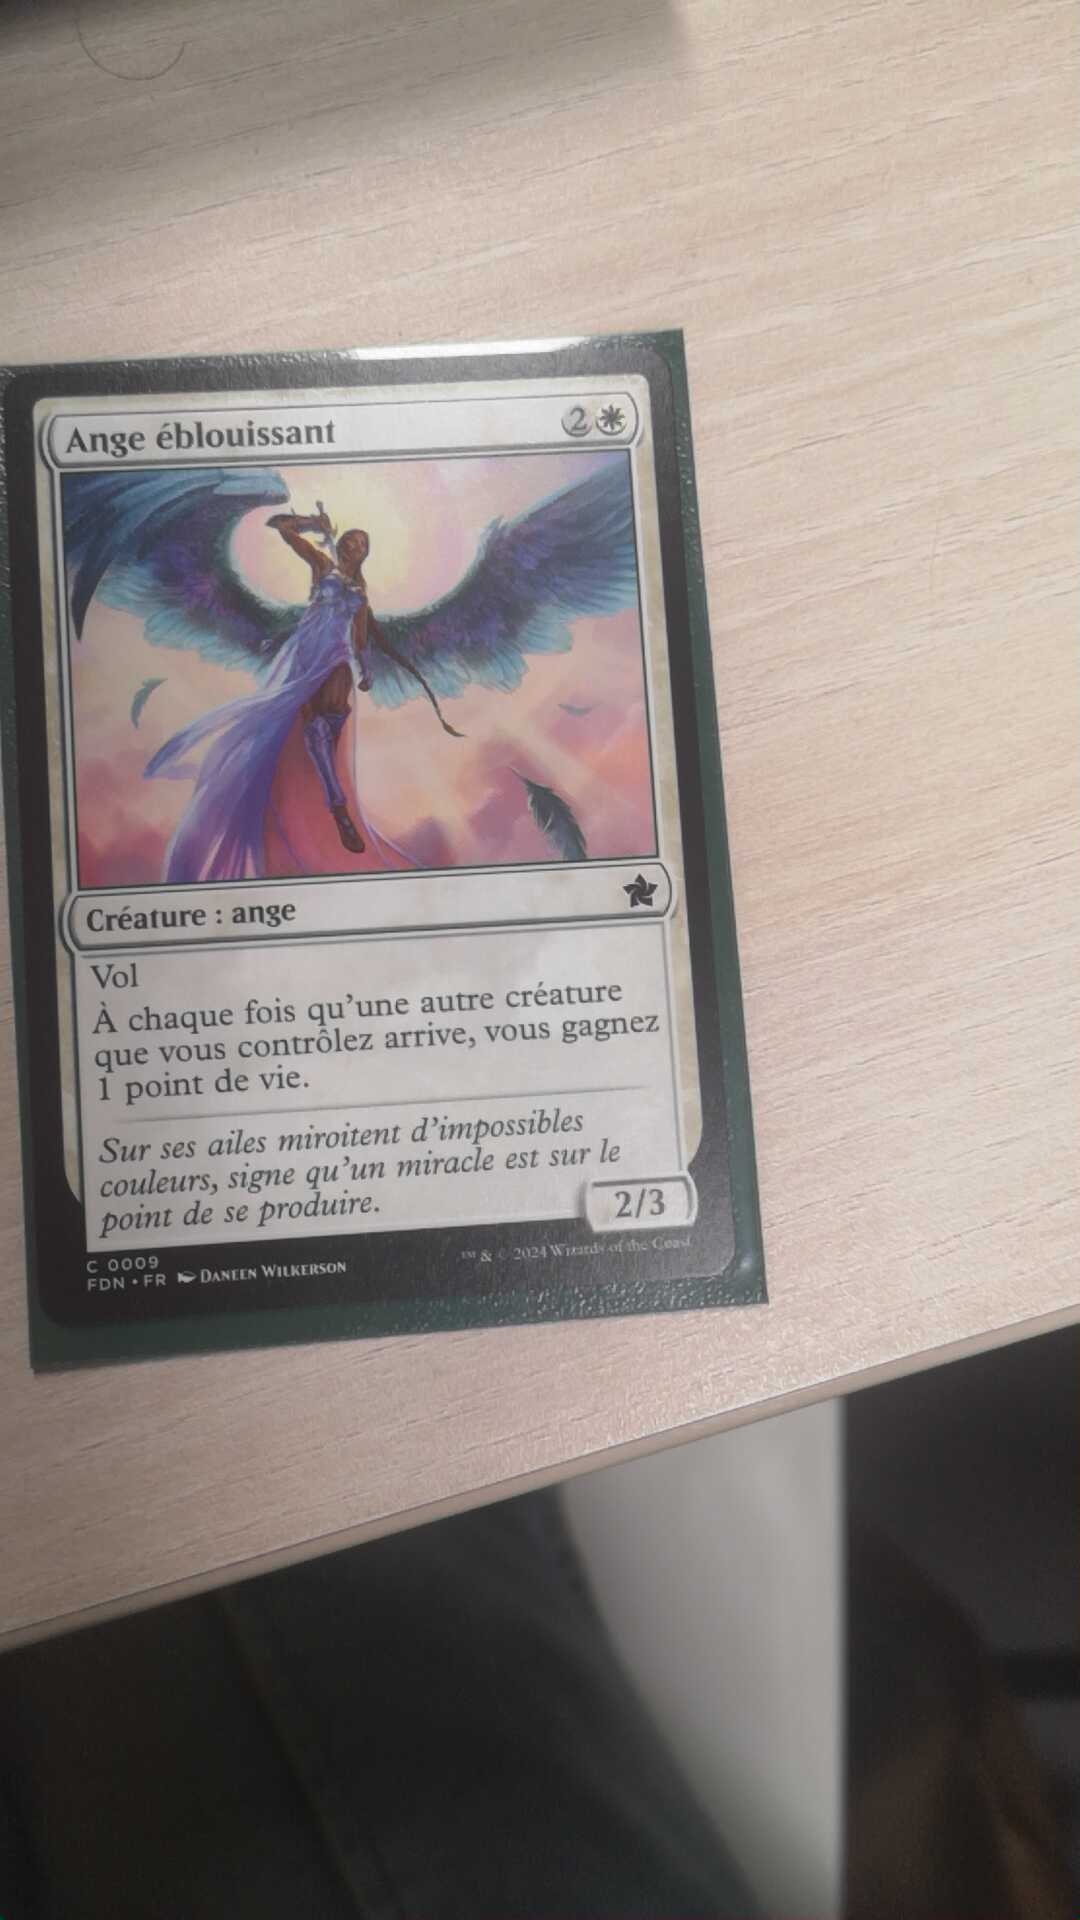 Ange éblouissant 2
Créature : ange
Vol
À chaque fois qu'une autre créature
que vous contrôlez arrive, vous gagnez
1 point de vie.
Sur ses ailes miroitent d'impossibles
couleurs, signe qu'un miracle est sur le
point de se produire.
2/3
C 0009
FDN • FR DANEEN WILKERSON
™ & © 2024 Wizards of the Coast